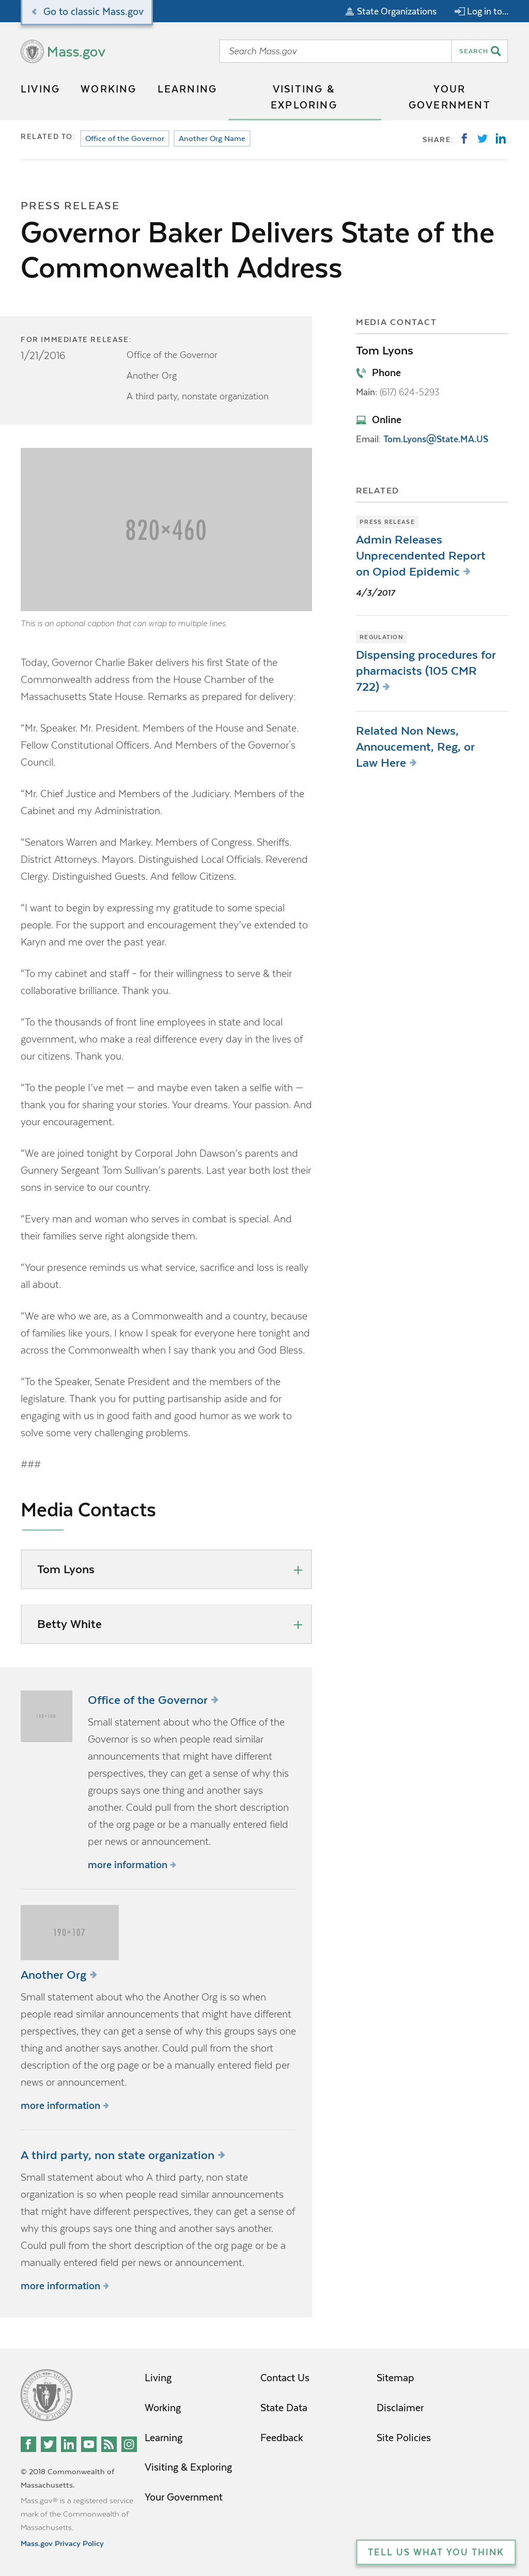 Go to classic Mass.gov
State Organizations
Log in to...
Mass.gov
Search Mass.gov
SEARCH
LIVING
WORKING
LEARNING
VISITING &
EXPLORING
YOUR
GOVERNMENT
RELATED TO:
Office of the Governor
Another Org Name
SHARE:
PRESS RELEASE
Governor Baker Delivers State of the
Commonwealth Address
FOR IMMEDIATE RELEASE:
1/21/2016
Office of the Governor
Another Org
A third party, nonstate organization
820×460
This is an optional caption that can wrap to multiple lines.
Today, Governor Charlie Baker delivers his first State of the
Commonwealth address from the House Chamber of the
Massachusetts State House. Remarks as prepared for delivery:
"Mr. Speaker. Mr. President. Members of the House and Senate.
Fellow Constitutional Officers. And Members of the Governor's
Council.
"Mr. Chief Justice and Members of the Judiciary. Members of the
Cabinet and my Administration.
"Senators Warren and Markey. Members of Congress. Sheriffs.
District Attorneys. Mayors. Distinguished Local Officials. Reverend
Clergy. Distinguished Guests. And fellow Citizens.
"I want to begin by expressing my gratitude to some special
people. For the support and encouragement they've extended to
Karyn and me over the past year.
"To my cabinet and staff – for their willingness to serve & their
collaborative brilliance. Thank you.
"To the thousands of front line employees in state and local
government, who make a real difference every day in the lives of
our citizens. Thank you.
"To the people I've met — and maybe even taken a selfie with —
thank you for sharing your stories. Your dreams. Your passion. And
your encouragement.
"We are joined tonight by Corporal John Dawson's parents and
Gunnery Sergeant Tom Sullivan's parents. Last year both lost their
sons in service to our country.
"Every man and woman who serves in combat is special. And
their families serve right alongside them.
"Your presence reminds us what service, sacrifice and loss is really
all about.
"We are who we are, as a Commonwealth and a country, because
of families like yours. I know I speak for everyone here tonight and
across the Commonwealth when I say thank you and God Bless.
"To the Speaker, Senate President and the members of the
legislature. Thank you for putting partisanship aside and for
engaging with us in good faith and good humor as we work to
solve some very challenging problems.
###
MEDIA CONTACT
Tom Lyons
Phone
Main: (617) 624-5293
Online
Email: Tom.Lyons@State.MA.US
RELATED
PRESS RELEASE
Admin Releases
Unprecendented Report
on Opiod Epidemic
4/3/2017
REGULATION
Dispensing procedures for
pharmacists (105 CMR
722)
Related Non News,
Annoucement, Reg, or
Law Here
Media Contacts
Tom Lyons
Betty White
Office of the Governor
Small statement about who the Office of the
Governor is so when people read similar
announcements that might have different
perspectives, they can get a sense of why this
groups says one thing and another says
another. Could pull from the short description
of the org page or be a manually entered field
per news or announcement.
more information
190×107
Another Org
Small statement about who the Another Org is so when
people read similar announcements that might have different
perspectives, they can get a sense of why this groups says one
thing and another says another. Could pull from the short
description of the org page or be a manually entered field per
news or announcement.
more information
A third party, non state organization
Small statement about who A third party, non state
organization is so when people read similar announcements
that might have different perspectives, they can get a sense of
why this groups says one thing and another says another.
Could pull from the short description of the org page or be a
manually entered field per news or announcement.
more information
© 2018 Commonwealth of
Massachusetts.
Mass.gov® is a registered service
mark of the Commonwealth of
Massachusetts.
Mass.gov Privacy Policy
Living
Working
Learning
Visiting & Exploring
Your Government
Contact Us
State Data
Feedback
Sitemap
Disclaimer
Site Policies
TELL US WHAT YOU THINK